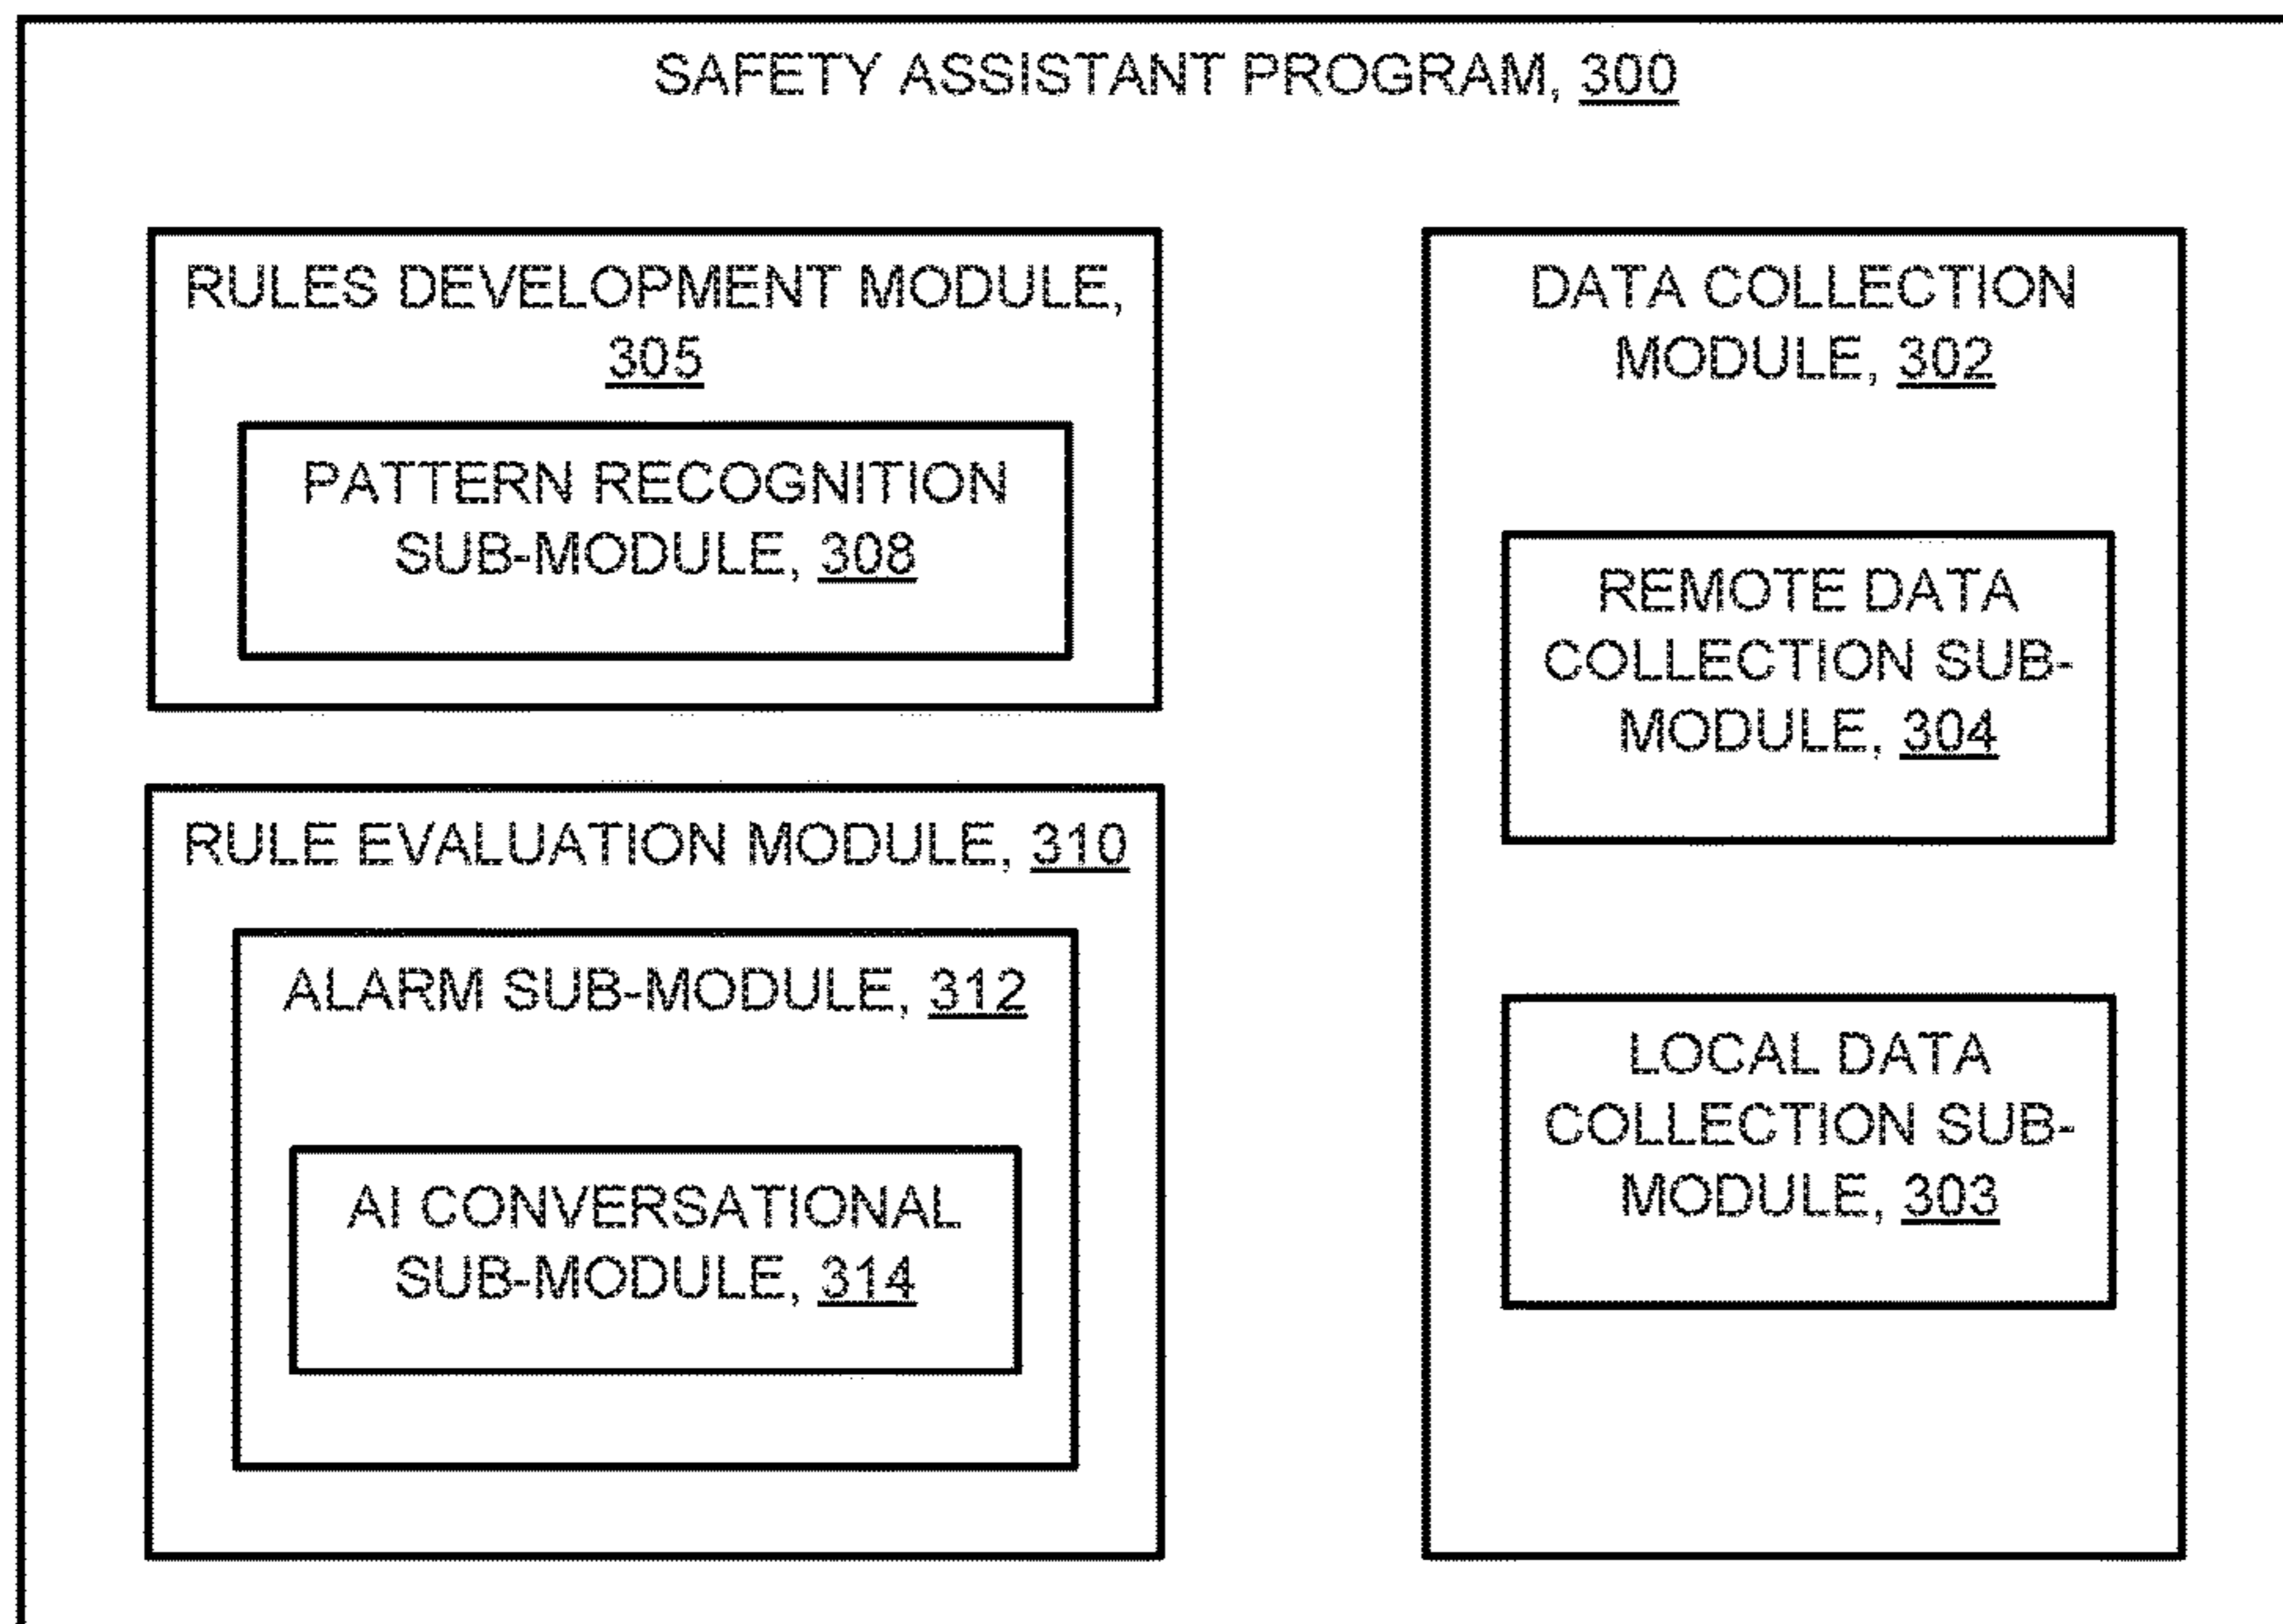 SAFETY ASSISTANT PROGRAM, 300
RULES DEVELOPMENT MODULE,
305
PATTERN RECOGNITION
SUB-MODULE, 308
RULE EVALUATION MODULE, 310
ALARM SUB-MODULE, 312
AI CONVERSATIONAL
SUB-MODULE, 314
DATA COLLECTION
MODULE, 302
REMOTE DATA
COLLECTION SUB-
MODULE, 304
LOCAL DATA
COLLECTION SUB-
MODULE, 303